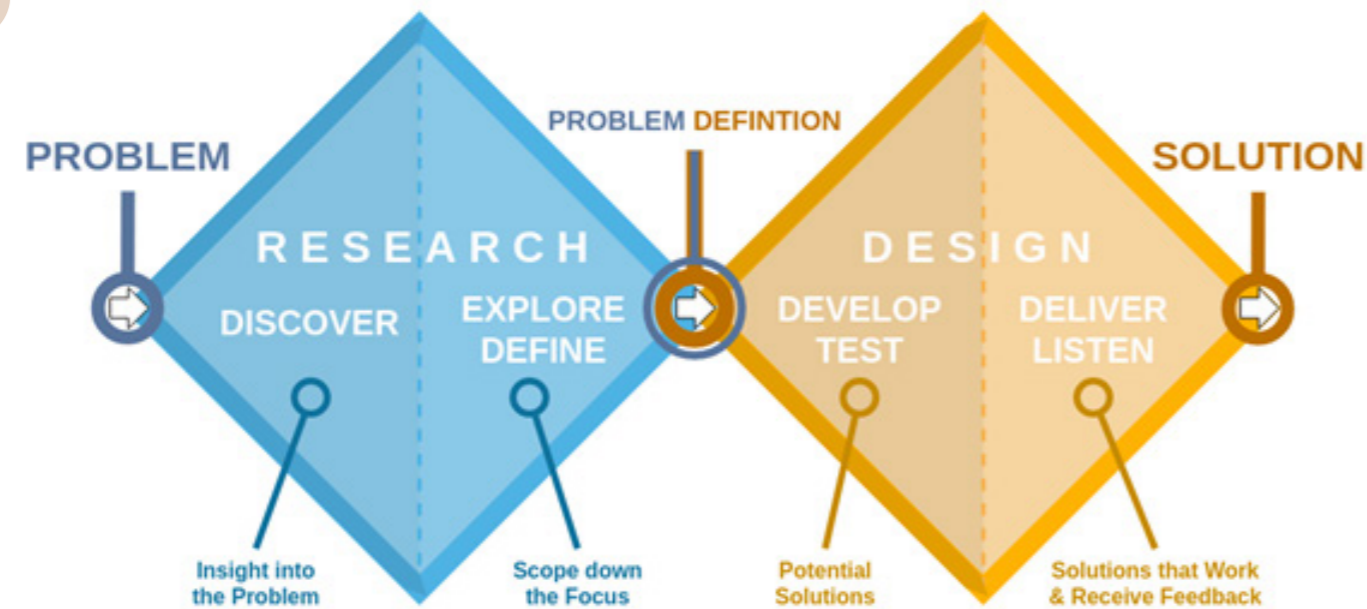 PROBLEM
PROBLEM DEFINTION
SOLUTION
RESEARCH
DISCOVER
EXPLORE
DEFINE
DESIGN
DEVELOP
TEST
DELIVER
LISTEN
Insight into
the Problem
Scope down
the Focus
Potential
Solutions
Solutions that Work
& Receive Feedback